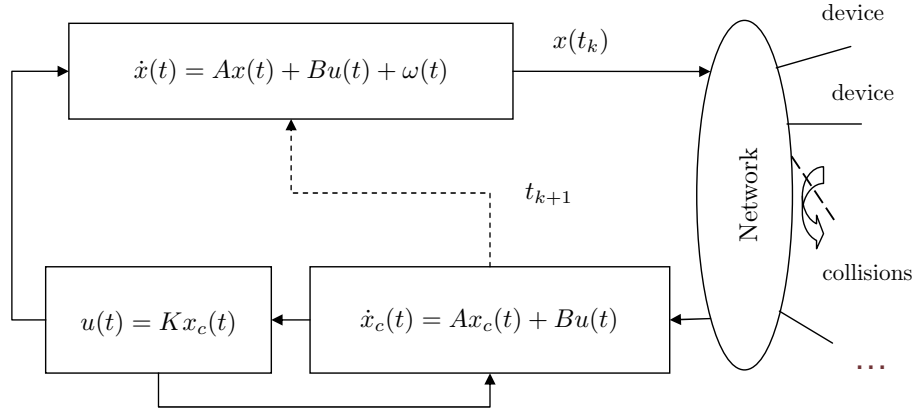 device
x(t_k)
ẋ(t) = Ax(t) + Bu(t) + ω(t)
device
Network
t_{k+1}
collisions
u(t) = Kx_c(t)
ẋ_c(t) = Ax_c(t) + Bu(t)
...